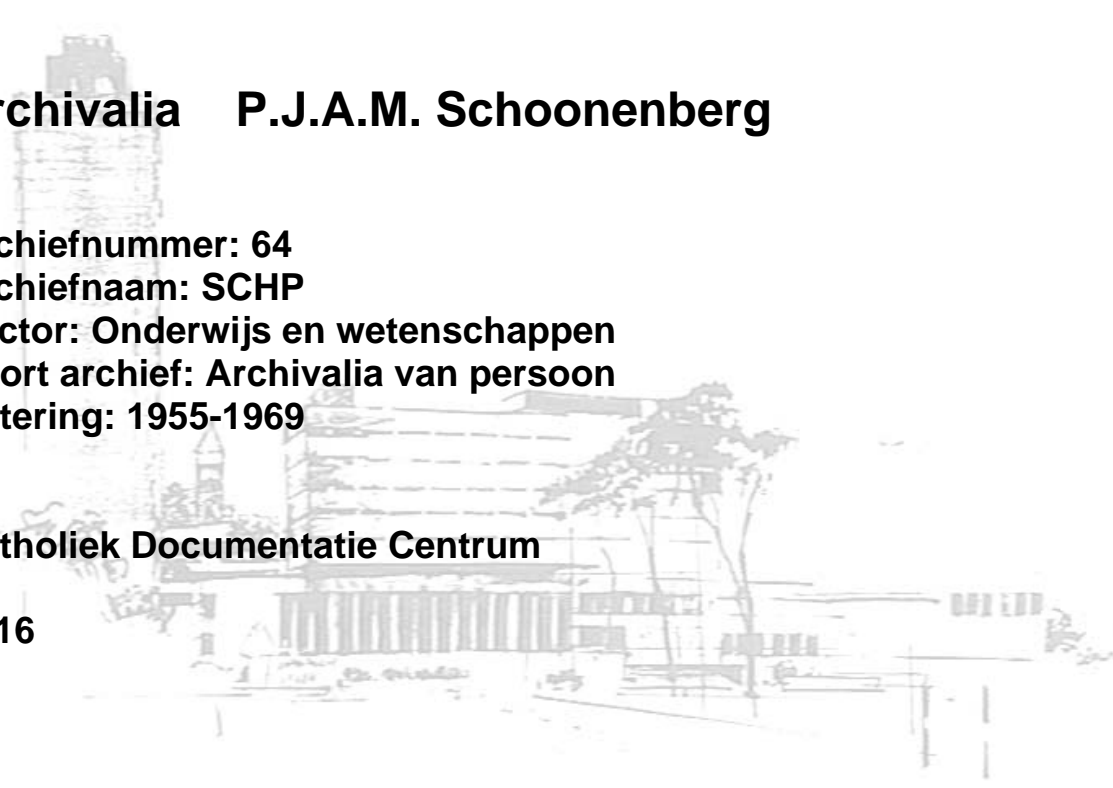 rchivalia P.J.A.M. Schoonenberg
chiefnummer: 64
chiefnaam: SCHP
ctor: Onderwijs en wetenschappen
ort archief: Archivalia van persoon
tering: 1955-1969
tholiek Documentatie Centrum
16